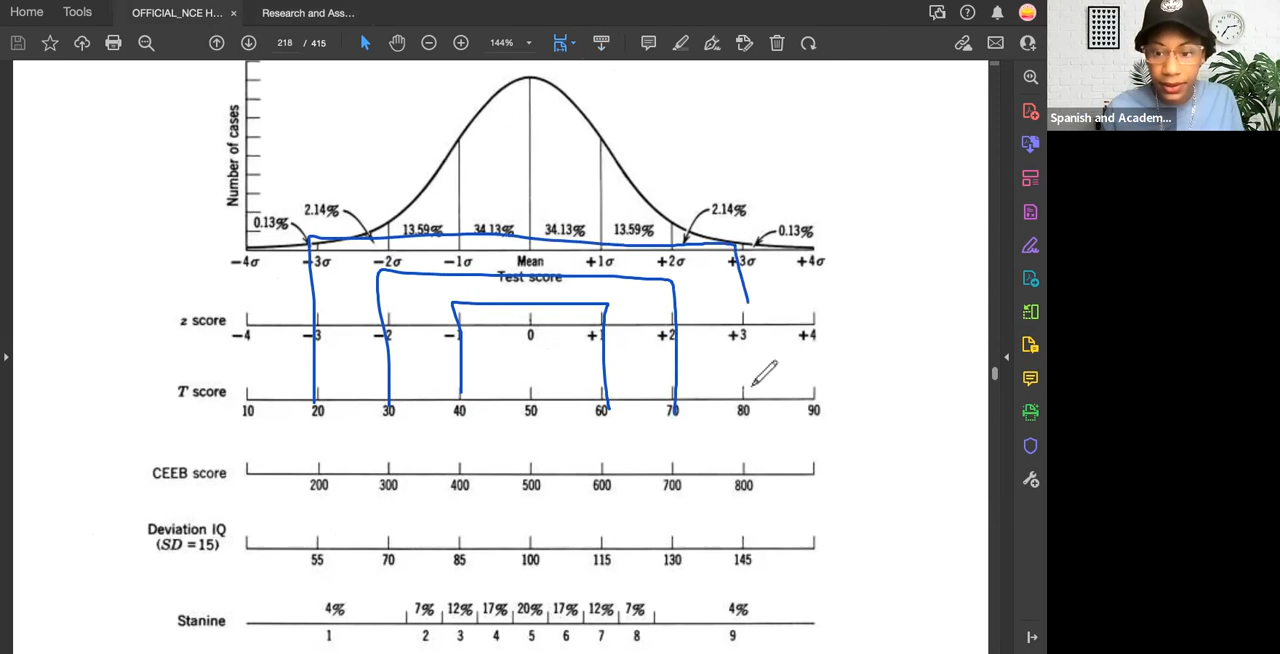 Home Tools OFFICIAL_NCE H... × Research and Ass...
218 / 415 144%
Spanish and Academ...
Number of cases
0.13% 2.14% 13.59% 34.13% 34.13% 13.59% 2.14% 0.13%
−4σ −3σ −2σ −1σ Mean +1σ +2σ +3σ +4σ
Test score
z score
−4 −3 −2 −1 0 +1 +2 +3 +4
T score
10 20 30 40 50 60 70 80 90
CEEB score
200 300 400 500 600 700 800
Deviation IQ
(SD = 15)
55 70 85 100 115 130 145
4% 7% 12% 17% 20% 17% 12% 7% 4%
Stanine
1 2 3 4 5 6 7 8 9